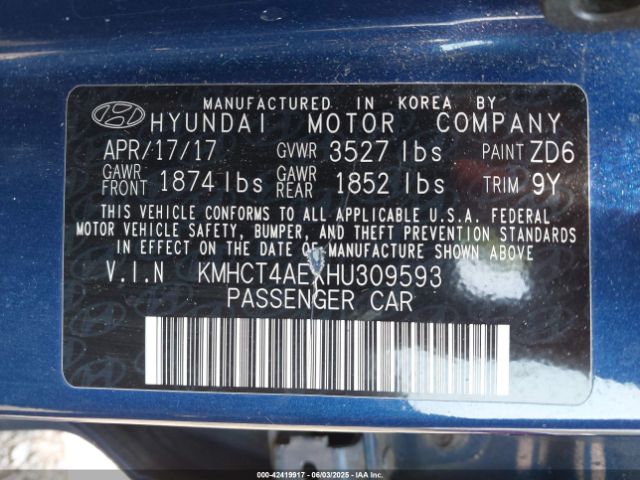 MANUFACTURED IN KOREA BY
HYUNDAI MOTOR COMPANY
APR/17/17 GVWR 3527 lbs PAINT ZD6
GAWR FRONT 1874 lbs GAWR REAR 1852 lbs TRIM 9Y
THIS VEHICLE CONFORMS TO ALL APPLICABLE U.S.A. FEDERAL
MOTOR VEHICLE SAFETY, BUMPER, AND THEFT PREVENTION STANDARDS
IN EFFECT ON THE DATE OF MANUFACTURE SHOWN ABOVE
V.I.N KMHCT4AEXHU309593
PASSENGER CAR
000-42419917 - 06/03/2025 - IAAI.COM